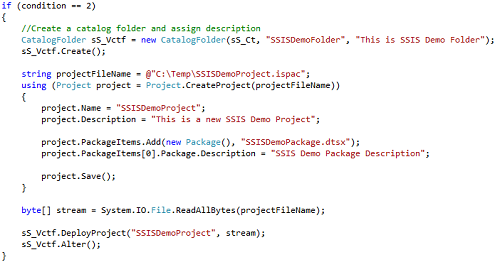 if (condition == 2)
{
//Create a catalog folder and assign description
CatalogFolder sS_Vctf = new CatalogFolder(sS_Ct, "SSISDemoFolder", "This is SSIS Demo Folder");
sS_Vctf.Create();
string projectFileName = @"C:\Temp\SSISDemoProject.ispac";
using (Project project = Project.CreateProject(projectFileName))
{
project.Name = "SSISDemoProject";
project.Description = "This is a new SSIS Demo Project";
project.PackageItems.Add(new Package(), "SSISDemoPackage.dtsx");
project.PackageItems[0].Package.Description = "SSIS Demo Package Description";
project.Save();
}
byte[] stream = System.IO.File.ReadAllBytes(projectFileName);
sS_Vctf.DeployProject("SSISDemoProject", stream);
sS_Vctf.Alter();
}